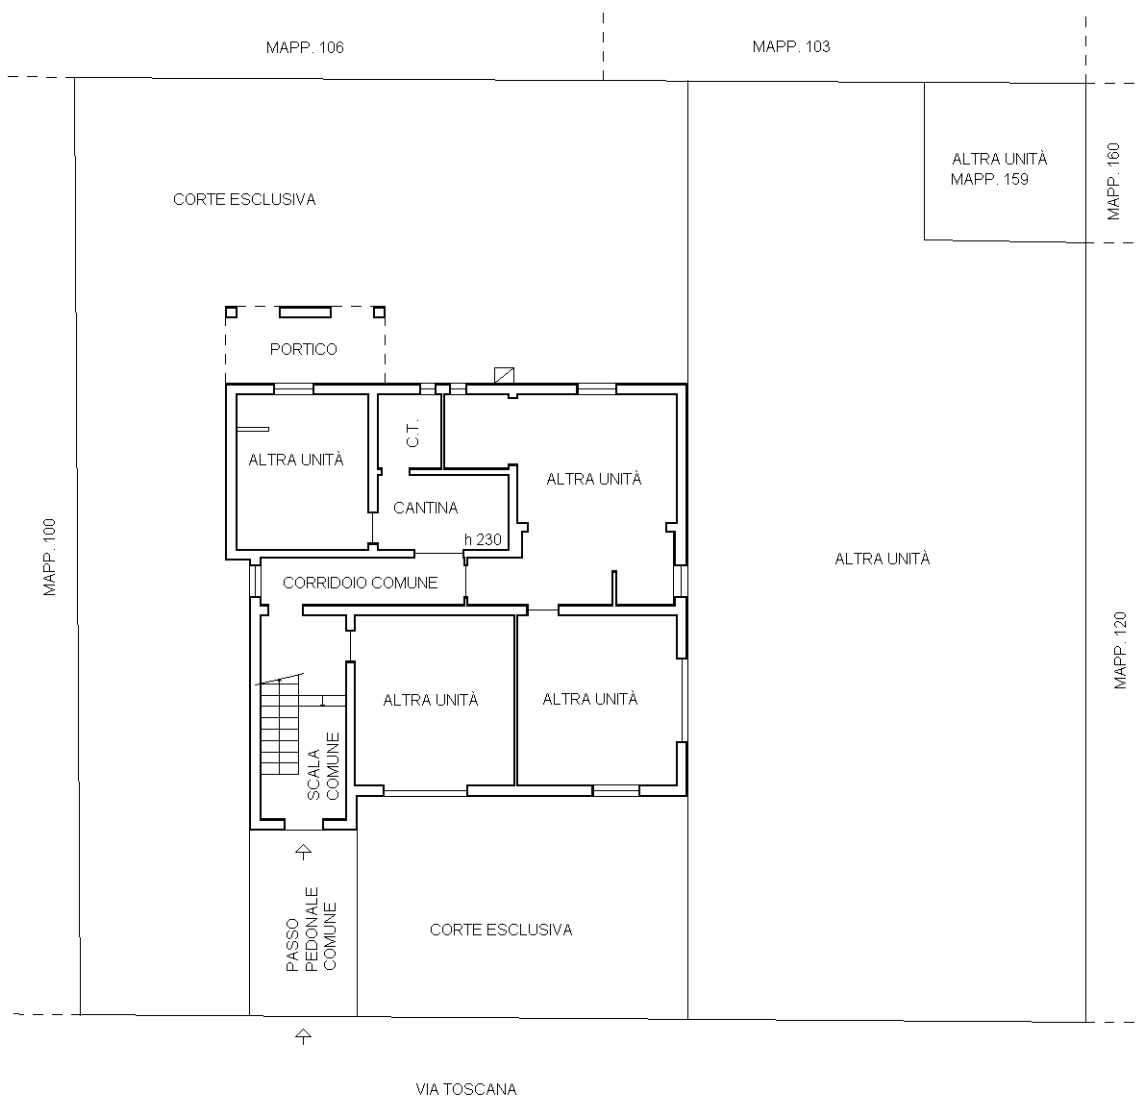 MAPP. 106
MAPP. 103
ALTRA UNITÀ
MAPP. 159
MAPP. 160
CORTE ESCLUSIVA
PORTICO
C.T.
ALTRA UNITÀ
ALTRA UNITÀ
CANTINA
h 230
MAPP. 100
CORRIDOIO COMUNE
ALTRA UNITÀ
MAPP. 120
ALTRA UNITÀ
ALTRA UNITÀ
SCALA
COMUNE
PASSO
PEDONALE
COMUNE
CORTE ESCLUSIVA
VIA TOSCANA